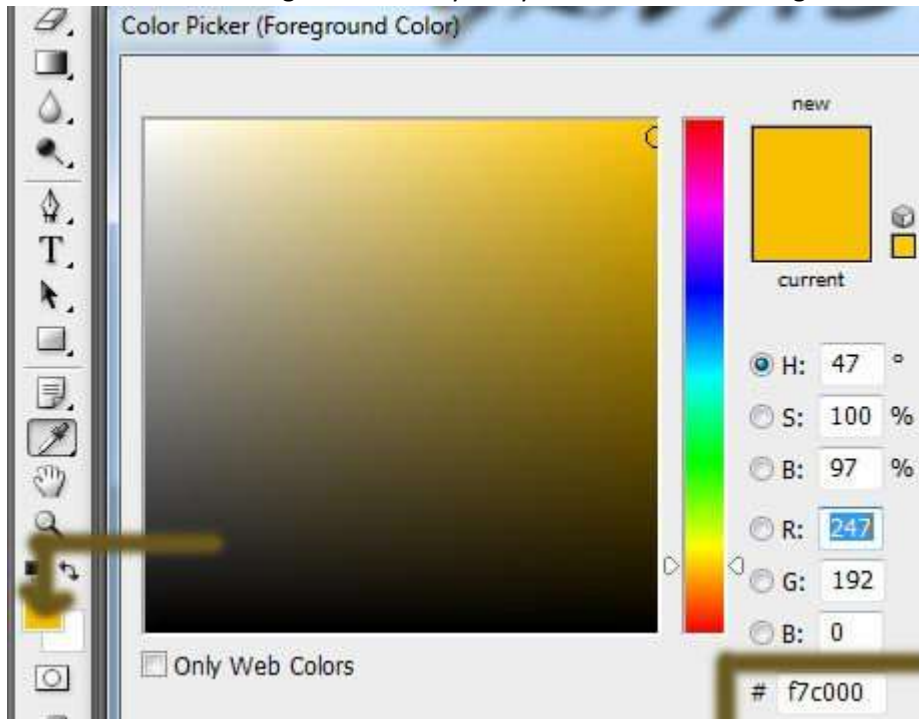 Color Picker (Foreground Color)
new
current
H: 47 °
S: 100 %
B: 97 %
R: 247
G: 192
B: 0
# f7c000
Only Web Colors
T